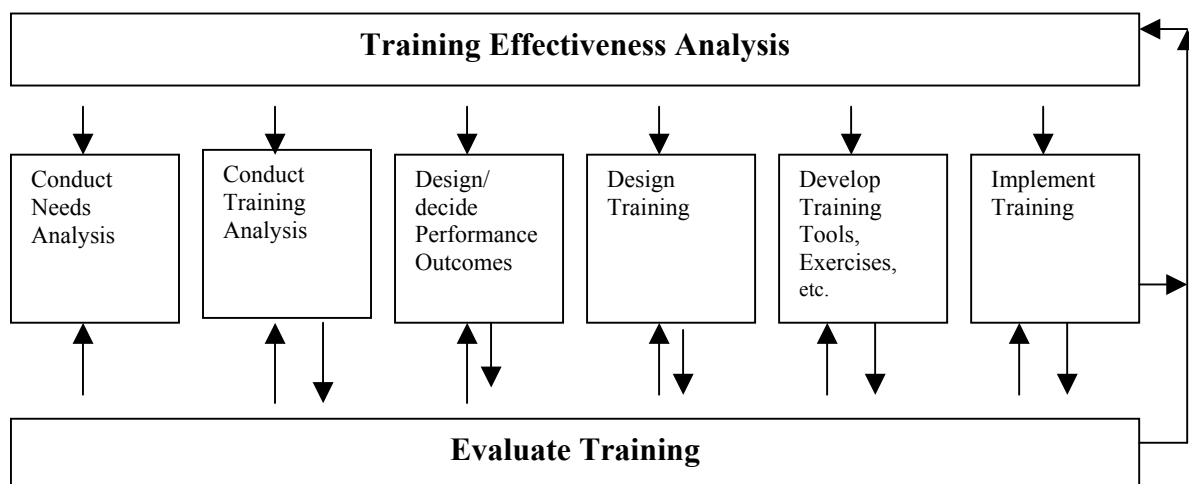 Training Effectiveness Analysis
Conduct
Needs
Analysis
Conduct
Training
Analysis
Design/
decide
Performance
Outcomes
Design
Training
Develop
Training
Tools,
Exercises,
etc.
Implement
Training
Evaluate Training